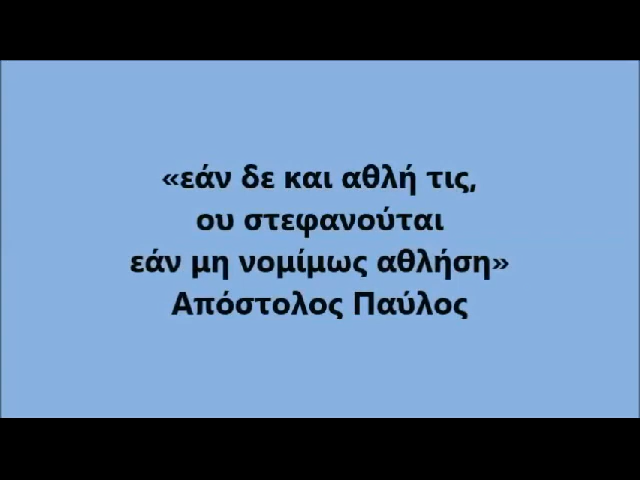 «εάν δε και αθλή τις,
ου στεφανούται
εάν μη νομίμως αθλήση»
Απόστολος Παύλος